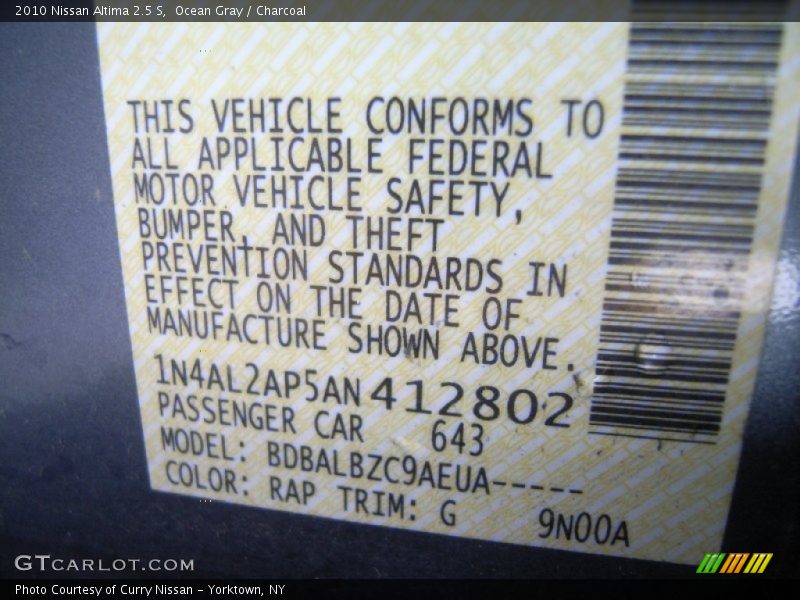 2010 Nissan Altima 2.5 S,  Ocean Gray / Charcoal
THIS VEHICLE CONFORMS TO
ALL APPLICABLE FEDERAL
MOTOR VEHICLE SAFETY,
BUMPER, AND THEFT
PREVENTION STANDARDS IN
EFFECT ON THE DATE OF
MANUFACTURE SHOWN ABOVE.
1N4AL2AP5AN412802
PASSENGER CAR 643
MODEL: BDBALBZC9AEUA-----
COLOR: RAP TRIM: G 9N00A
GTCARLOT.COM
Photo Courtesy of Curry Nissan - Yorktown, NY